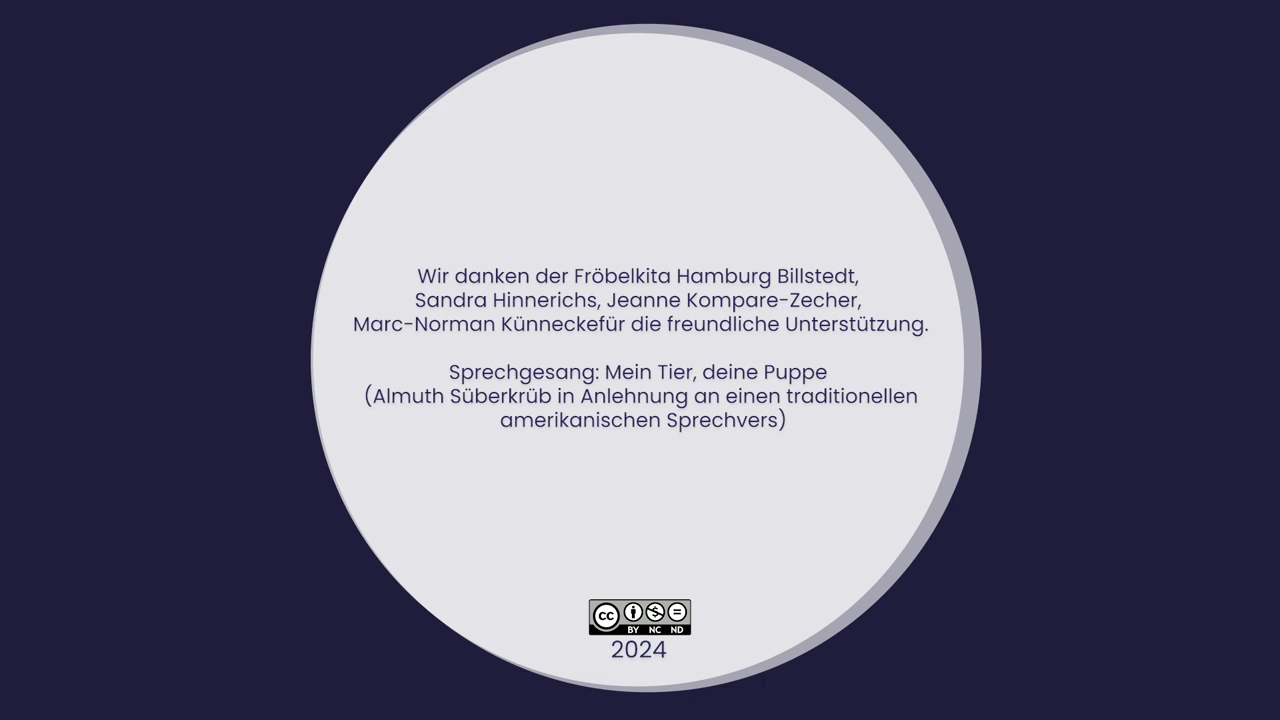 Wir danken der Fröbelkita Hamburg Billstedt,
Sandra Hinnerichs, Jeanne Kompare-Zecher,
Marc-Norman Künneckefür die freundliche Unterstützung.
Sprechgesang: Mein Tier, deine Puppe
(Almuth Süberkrüb in Anlehnung an einen traditionellen
amerikanischen Sprechvers)
cc BY NC ND
2024